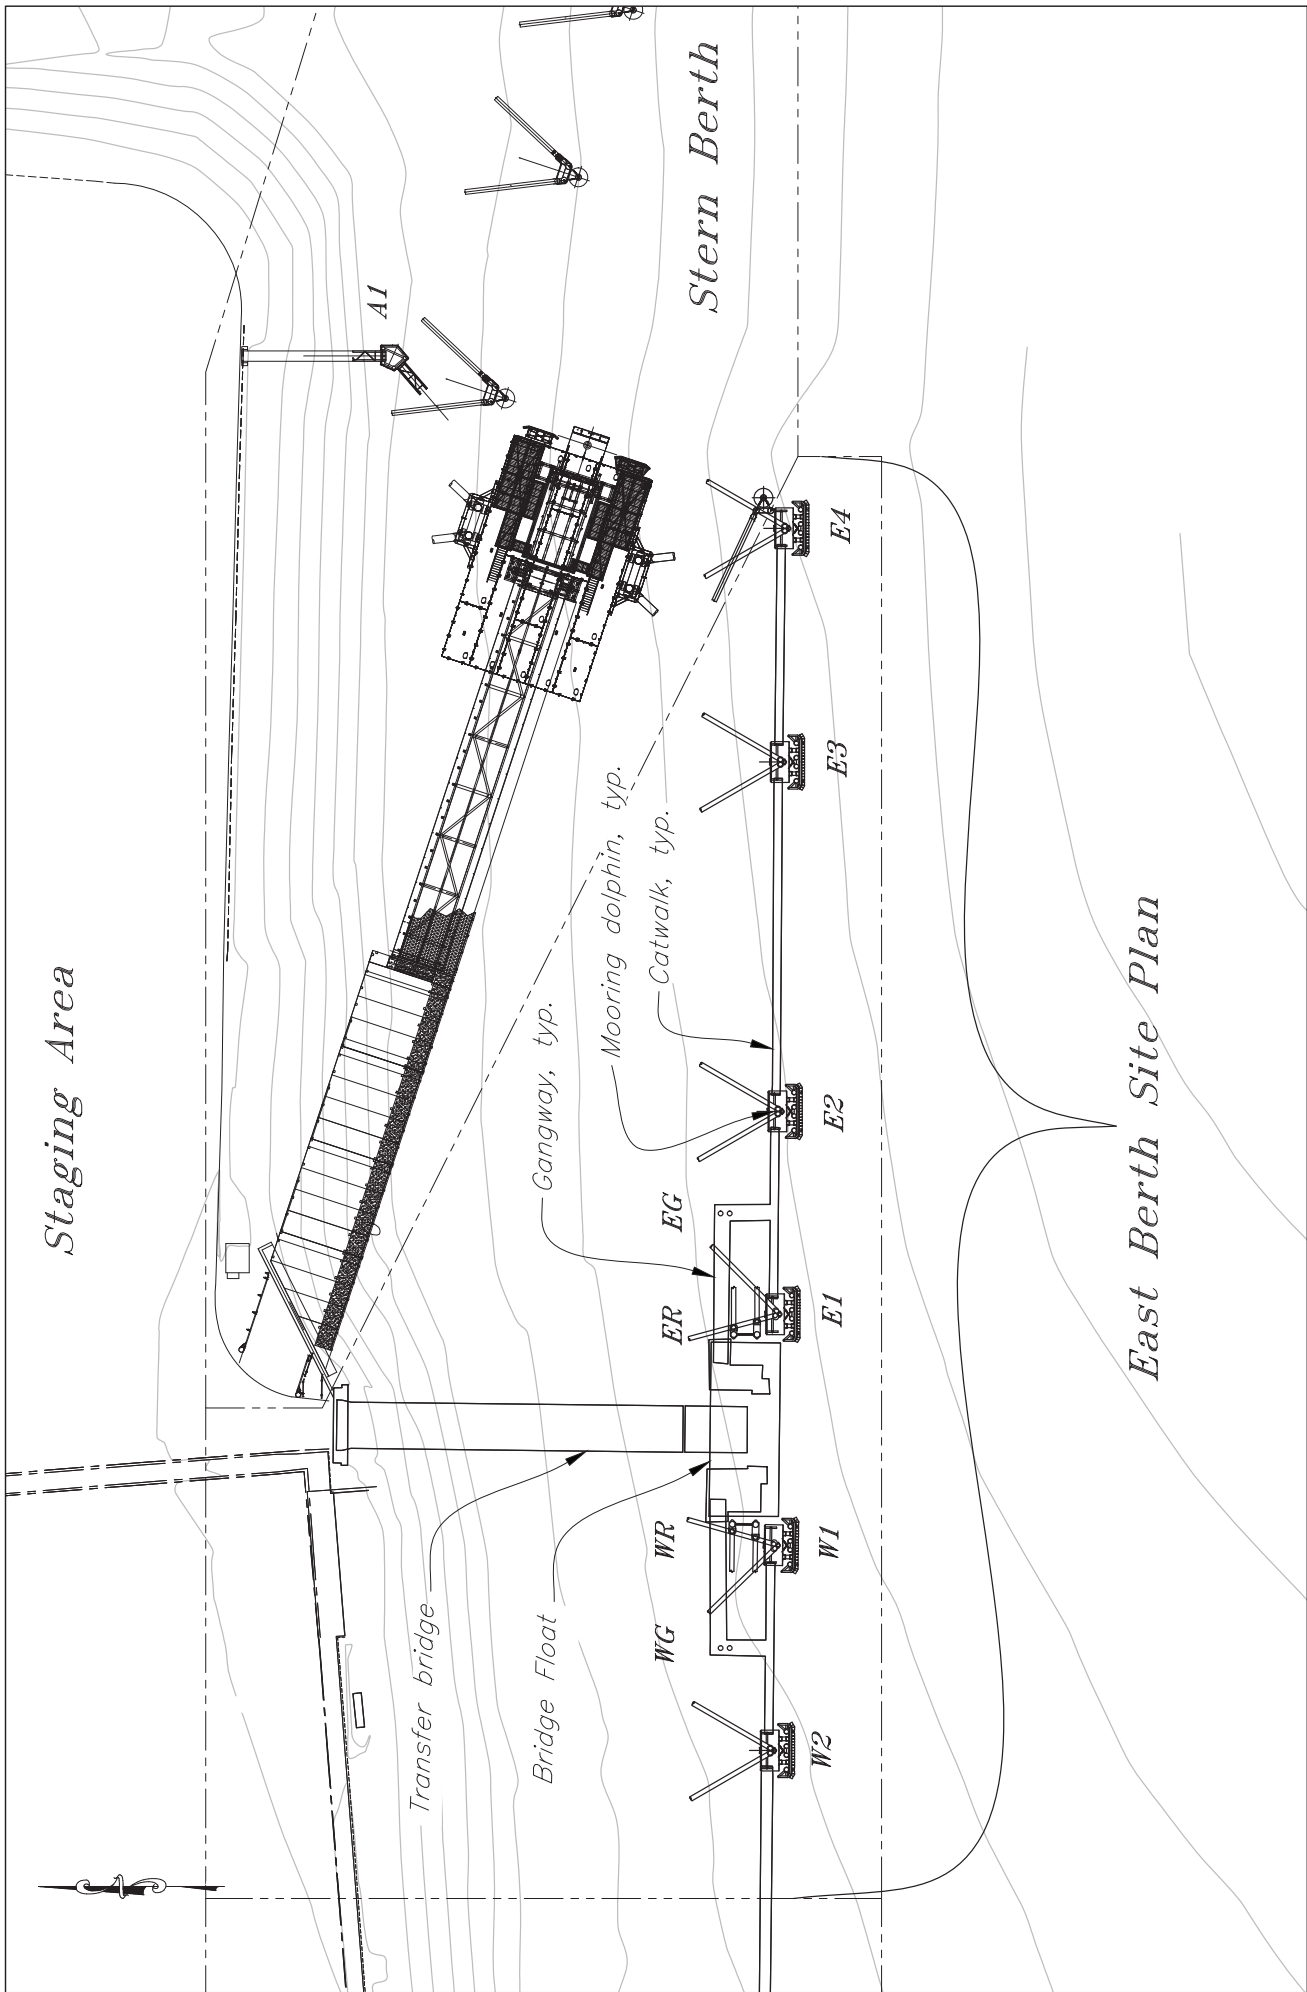 Staging Area
A1
Stern Berth
Gangway, typ.
Mooring dolphin, typ.
Catwalk, typ.
Transfer bridge
Bridge Float
WG
WR
ER
EG
W2
W1
E1
E2
E3
E4
East Berth Site Plan
N